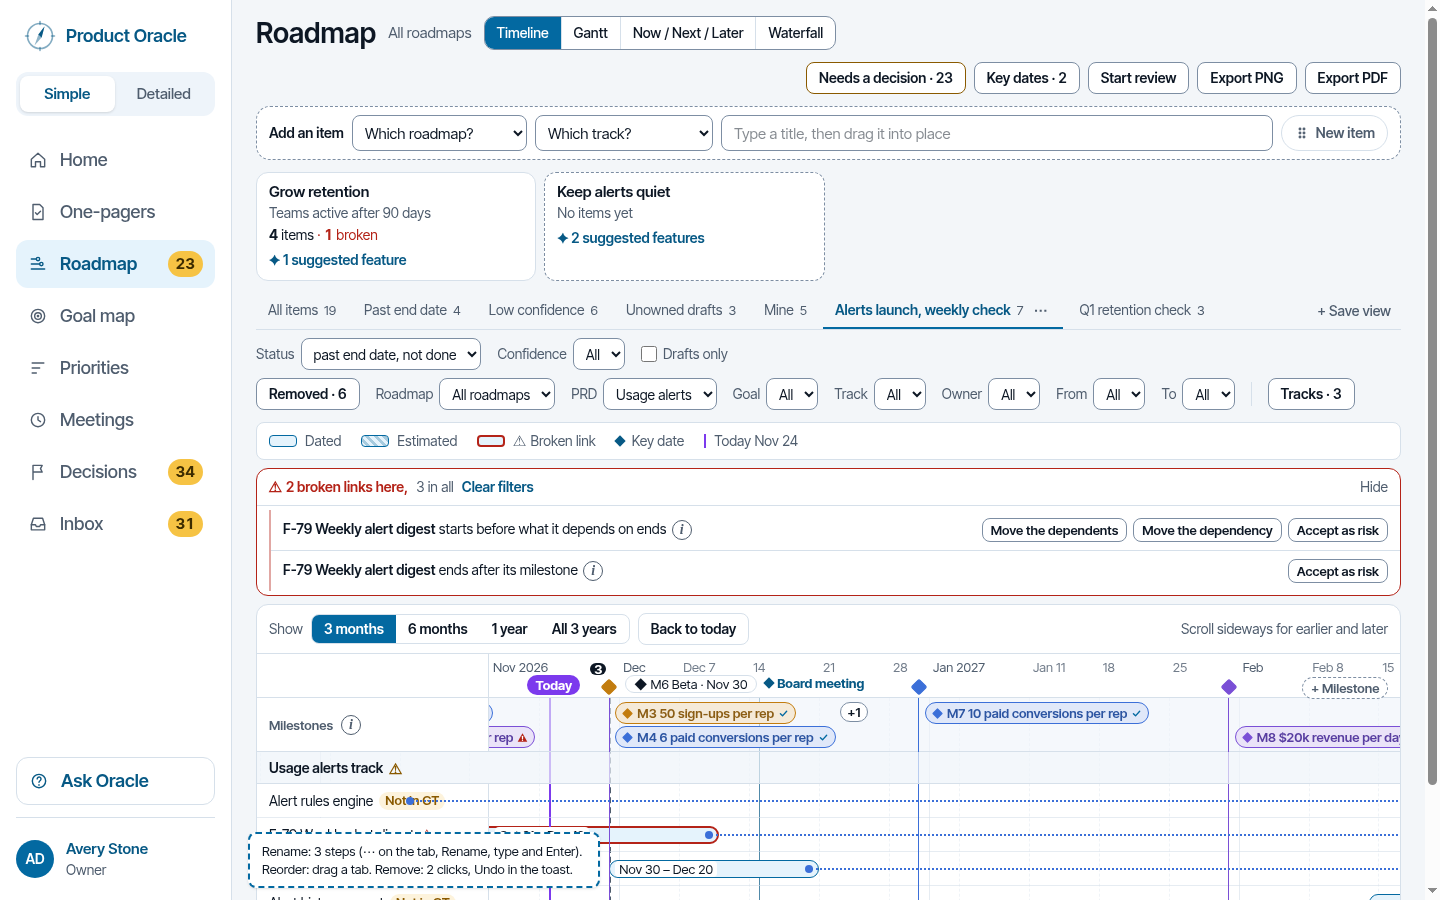 Product Oracle
Simple
Detailed
Home
One-pagers
Roadmap 23
Goal map
Priorities
Meetings
Decisions 34
Inbox 31
Ask Oracle
AD
Avery Stone
Owner
Roadmap All roadmaps Timeline Gantt Now / Next / Later Waterfall
Needs a decision · 23 Key dates · 2 Start review Export PNG Export PDF
Add an item Which roadmap? Which track? Type a title, then drag it into place New item
Grow retention
Teams active after 90 days
4 items · 1 broken
1 suggested feature
Keep alerts quiet
No items yet
2 suggested features
All items 19 Past end date 4 Low confidence 6 Unowned drafts 3 Mine 5 Alerts launch, weekly check 7 ··· Q1 retention check 3 + Save view
Status past end date, not done Confidence All Drafts only
Removed · 6 Roadmap All roadmaps PRD Usage alerts Goal All Track All Owner All From All To All Tracks · 3
Dated Estimated ⚠ Broken link Key date Today Nov 24
⚠ 2 broken links here, 3 in all Clear filters Hide
F-79 Weekly alert digest starts before what it depends on ends i Move the dependents Move the dependency Accept as risk
F-79 Weekly alert digest ends after its milestone i Accept as risk
Show 3 months 6 months 1 year All 3 years Back to today Scroll sideways for earlier and later
Nov 2026 3 Dec Dec 7 14 21 28 Jan 2027 Jan 11 18 25 Feb Feb 8 15
Today M6 Beta · Nov 30 Board meeting + Milestone
Milestones i
M3 50 sign-ups per rep ✓ +1 M7 10 paid conversions per rep ✓
rep M4 6 paid conversions per rep ✓ M8 $20k revenue per day
Usage alerts track ⚠
Alert rules engine Not in GT
Nov 30 – Dec 20
Rename: 3 steps (··· on the tab, Rename, type and Enter).
Reorder: drag a tab. Remove: 2 clicks, Undo in the toast.